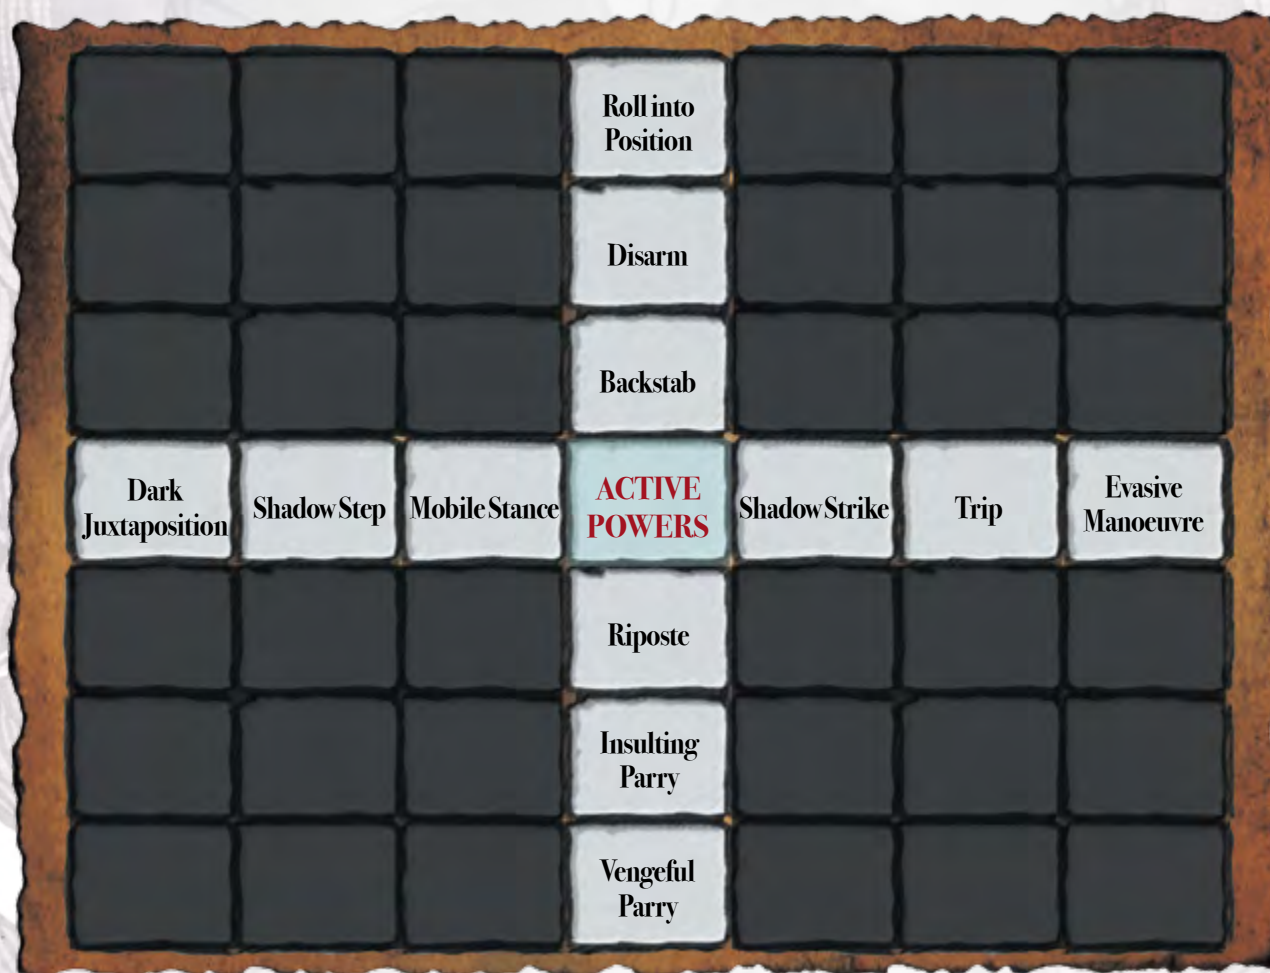 Roll into
Position
Disarm
Backstab
Dark
Juxtaposition
Shadow Step
Mobile Stance
ACTIVE
POWERS
Shadow Strike
Trip
Evasive
Manoeuvre
Riposte
Insulting
Parry
Vengeful
Parry